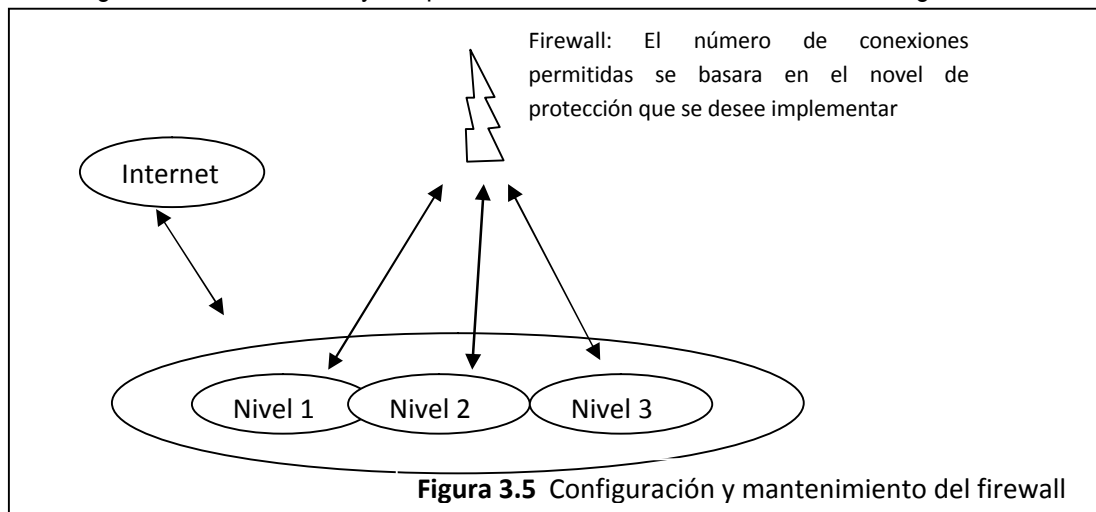 Firewall: El número de conexiones
permitidas se basara en el novel de
protección que se desee implementar
Internet
Nivel 1
Nivel 2
Nivel 3
Figura 3.5 Configuración y mantenimiento del firewall